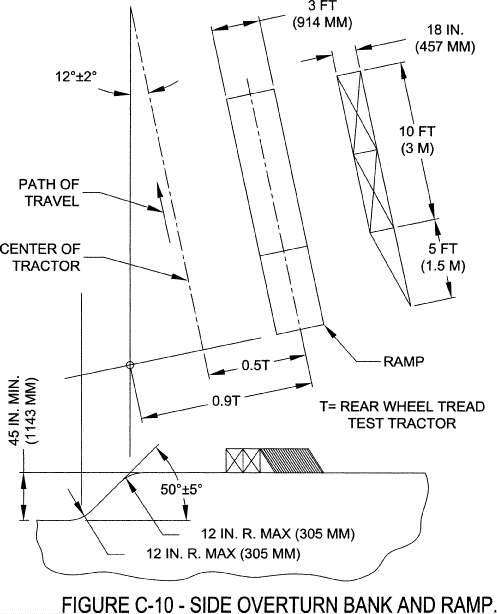 3 FT
(914 MM)
18 IN.
(457 MM)
12°±2°
10 FT
(3 M)
PATH OF
TRAVEL
CENTER OF
TRACTOR
5 FT
(1.5 M)
0.5T
RAMP
0.9T
T= REAR WHEEL TREAD
TEST TRACTOR
45 IN. MIN.
(1143 MM)
50°±5°
12 IN. R. MAX (305 MM)
12 IN. R. MAX (305 MM)
FIGURE C-10 - SIDE OVERTURN BANK AND RAMP.